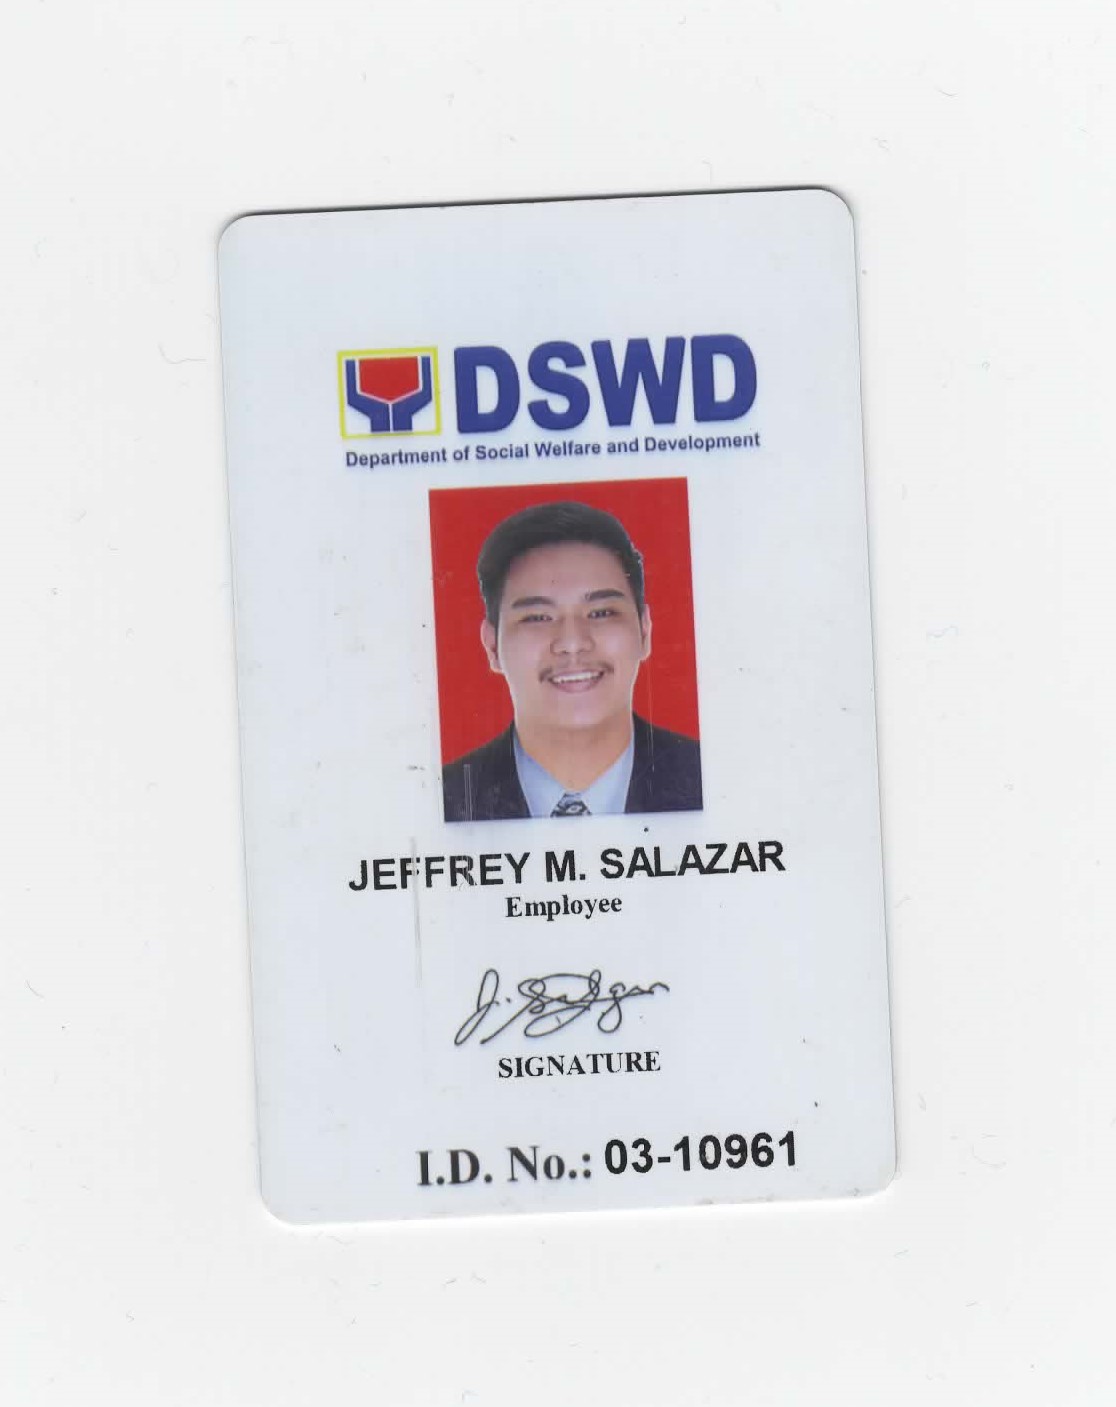 DSWD
Department of Social Welfare and Development
JEFFREY M. SALAZAR
Employee
J. Salazar
SIGNATURE
I.D. No.: 03-10961